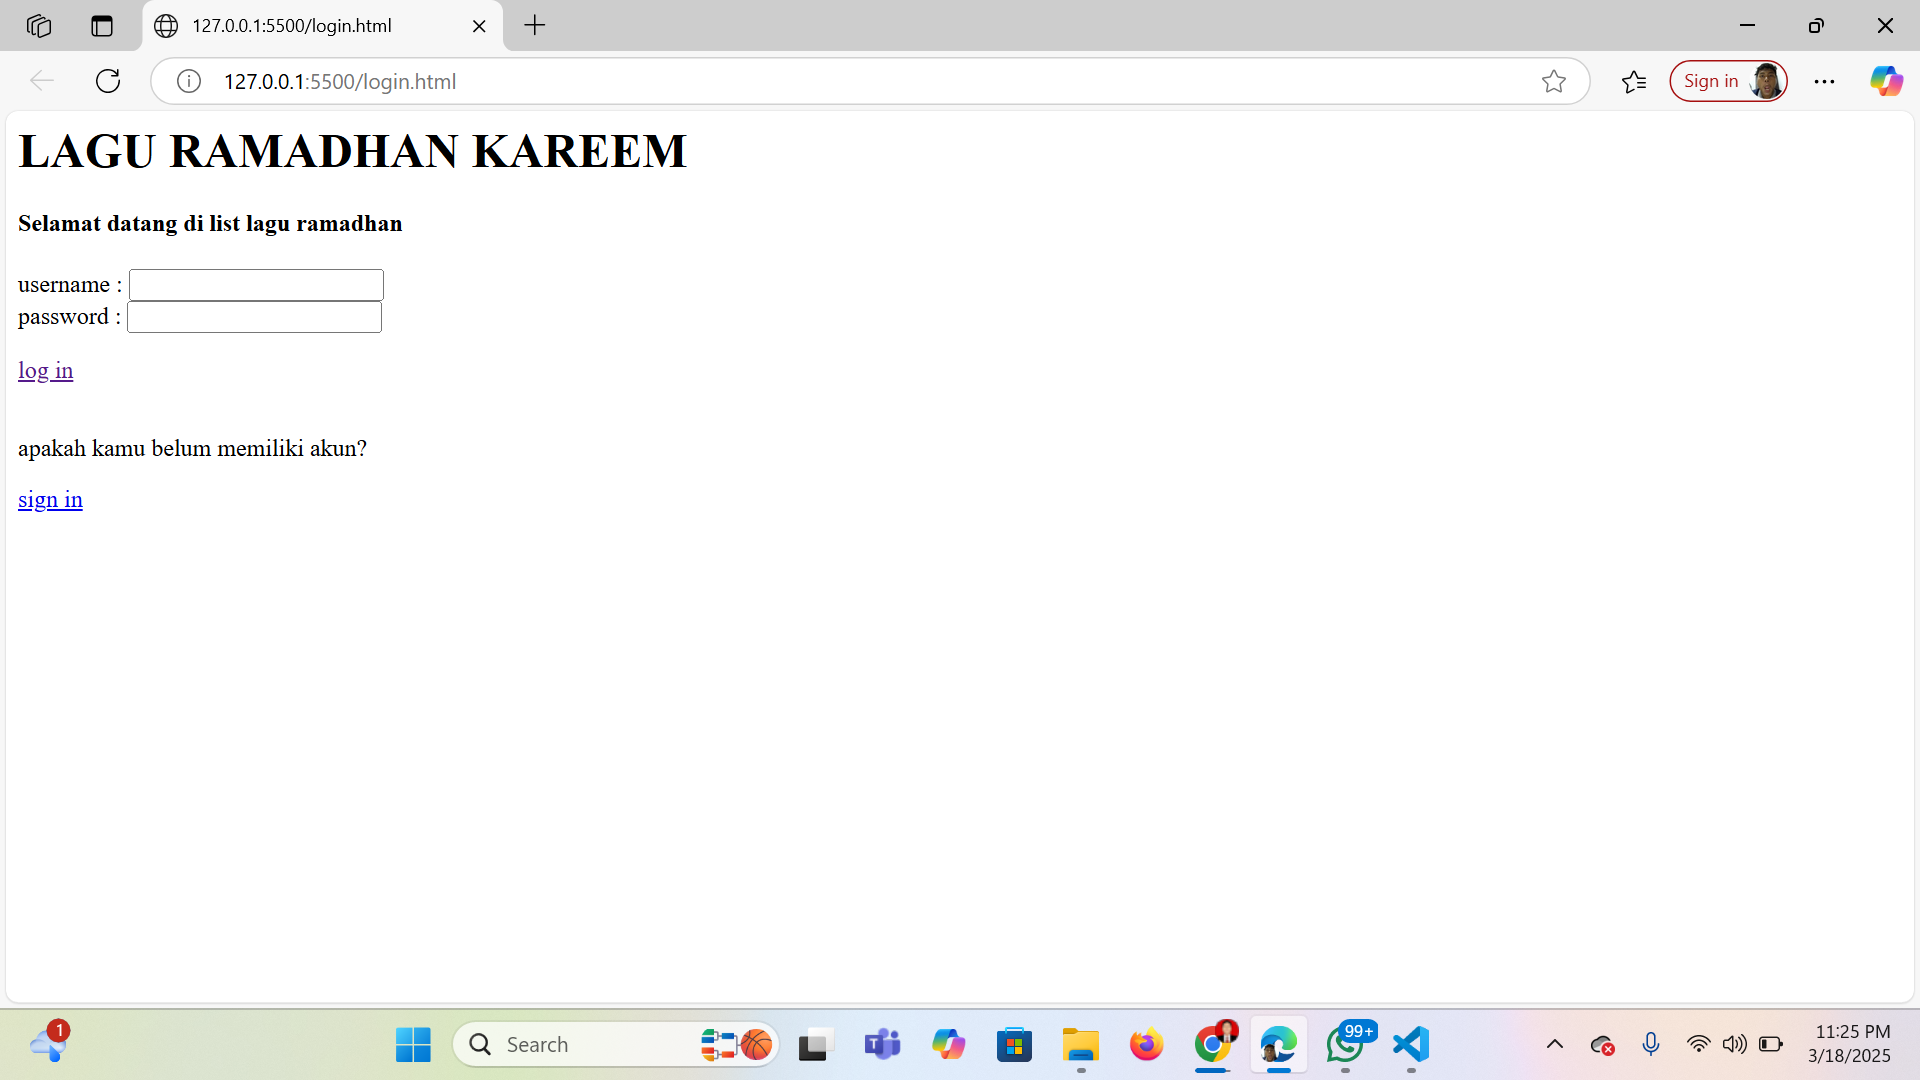 127.0.0.1:5500/login.html
127.0.0.1:5500/login.html
Sign in
LAGU RAMADHAN KAREEM
Selamat datang di list lagu ramadhan
username :
password :
log in
apakah kamu belum memiliki akun?
sign in
1
Search
T
99+
11:25 PM
3/18/2025